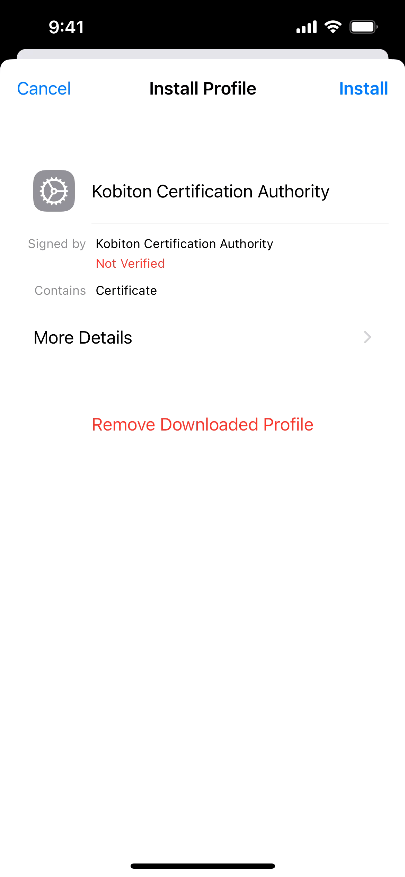 9:41
Cancel
Install Profile
Install
Kobiton Certification Authority
Signed by Kobiton Certification Authority
Not Verified
Contains Certificate
More Details
Remove Downloaded Profile